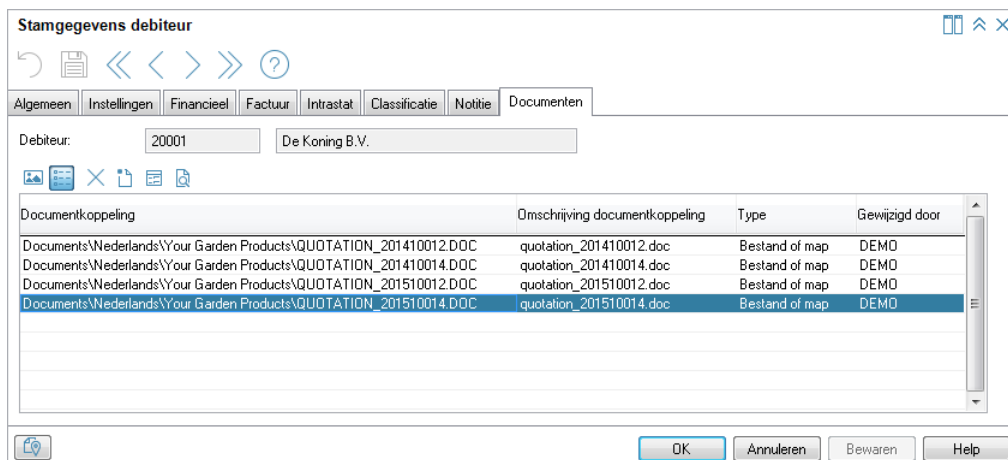 Stamgegevens debiteur
Algemeen Instellingen Financieel Factuur Intrastat Classificatie Notitie Documenten
Debiteur: 20001 De Koning B.V.
Documentkoppeling Omschrijving documentkoppeling Type Gewijzigd door
Documents\Nederlands\Your Garden Products\QUOTATION_201410012.DOC quotation_201410012.doc Bestand of map DEMO
Documents\Nederlands\Your Garden Products\QUOTATION_201410014.DOC quotation_201410014.doc Bestand of map DEMO
Documents\Nederlands\Your Garden Products\QUOTATION_201510012.DOC quotation_201510012.doc Bestand of map DEMO
Documents\Nederlands\Your Garden Products\QUOTATION_201510014.DOC quotation_201510014.doc Bestand of map DEMO
OK Annuleren Bewaren Help